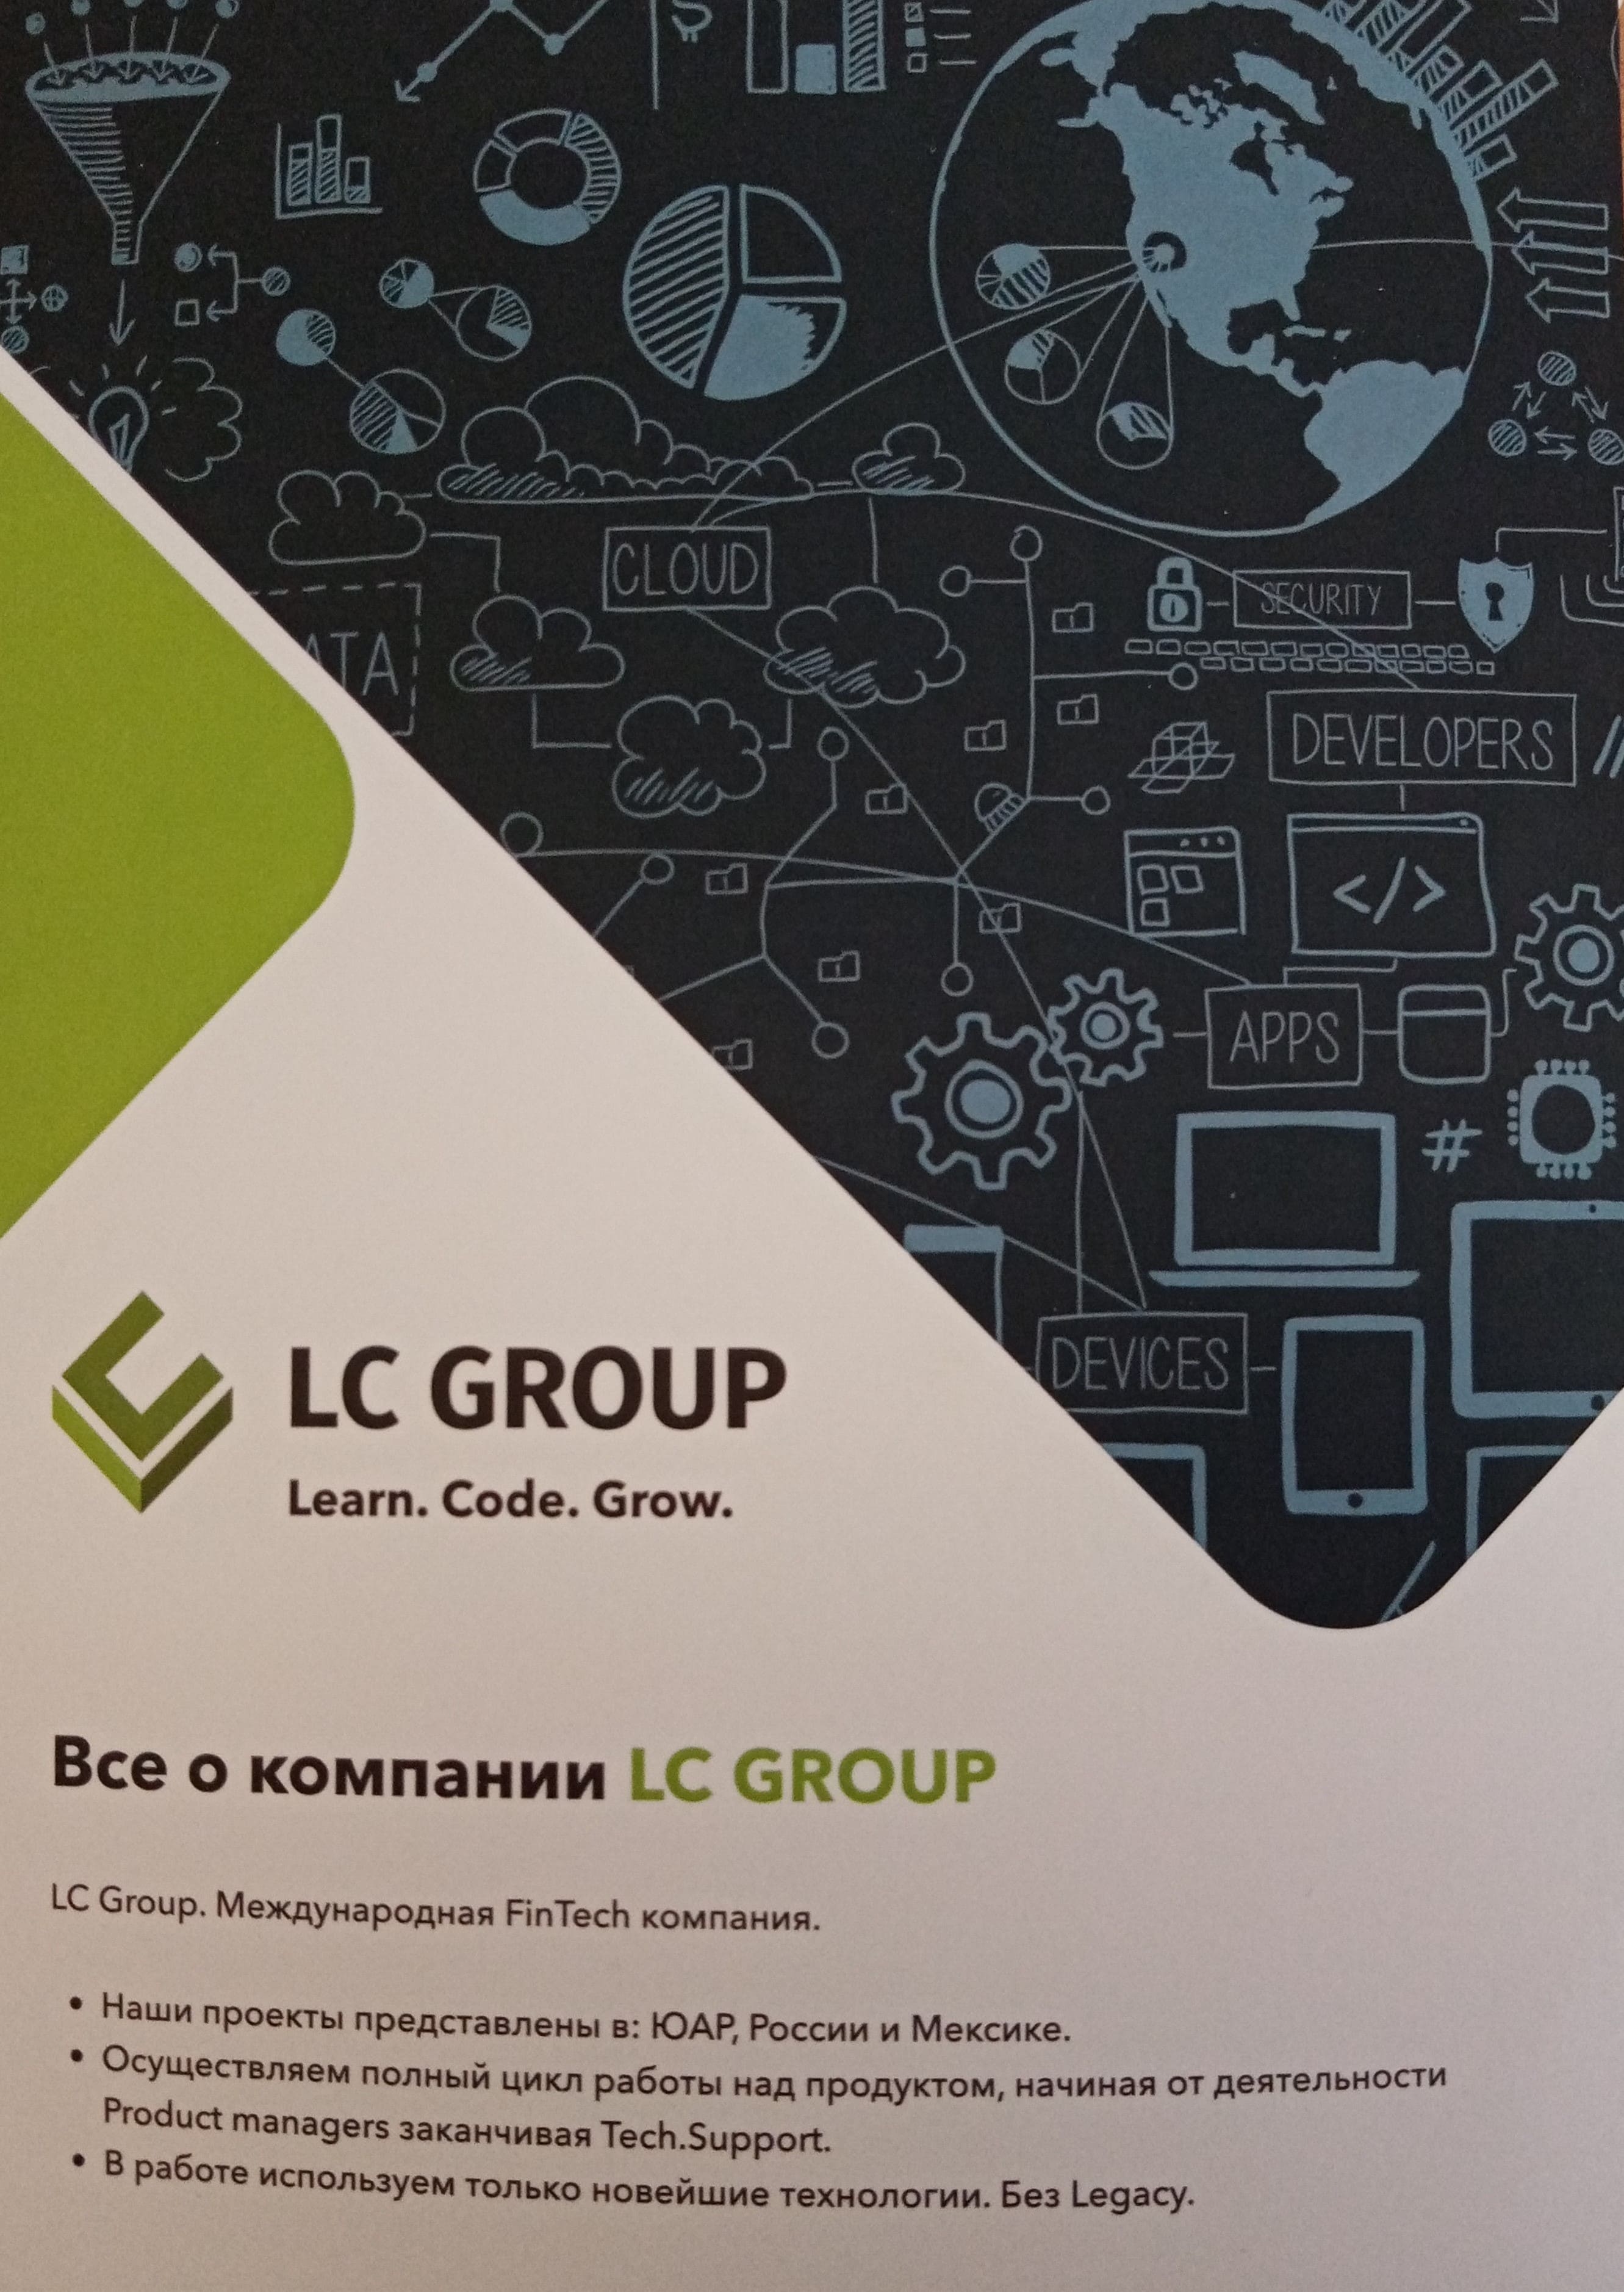 CLOUD
SECURITY
ATA
DEVELOPERS
</>
APPS
#
DEVICES
LC GROUP
Learn. Code. Grow.
Все о компании LC GROUP
LC Group. Международная FinTech компания.
• Наши проекты представлены в: ЮАР, России и Мексике.
• Осуществляем полный цикл работы над продуктом, начиная от деятельности
Product managers заканчивая Tech.Support.
• В работе используем только новейшие технологии. Без Legacy.